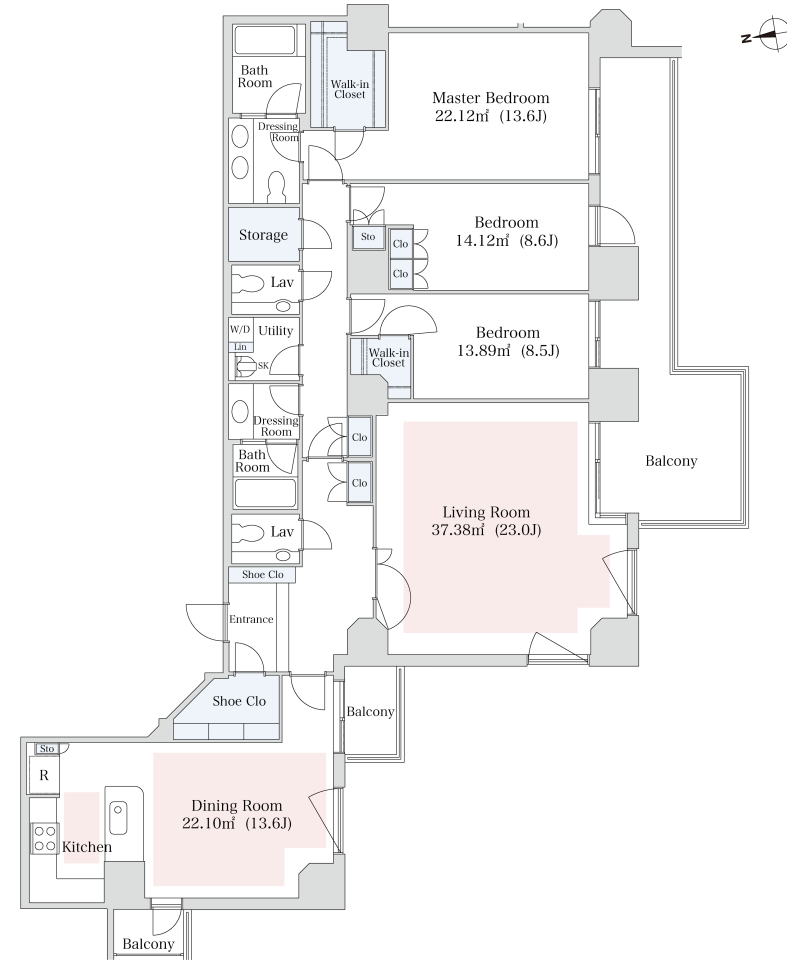 N
Bath
Room
Walk-in
Closet
Master Bedroom
22.12㎡ (13.6J)
Dressing
Room
Storage
Sto
Clo
Clo
Bedroom
14.12㎡ (8.6J)
Lav
W/D
Utility
Lin
SK
Walk-in
Closet
Bedroom
13.89㎡ (8.5J)
Dressing
Room
Clo
Bath
Room
Clo
Balcony
Living Room
37.38㎡ (23.0J)
Lav
Shoe Clo
Entrance
Shoe Clo
Balcony
Sto
R
Dining Room
22.10㎡ (13.6J)
Kitchen
Balcony